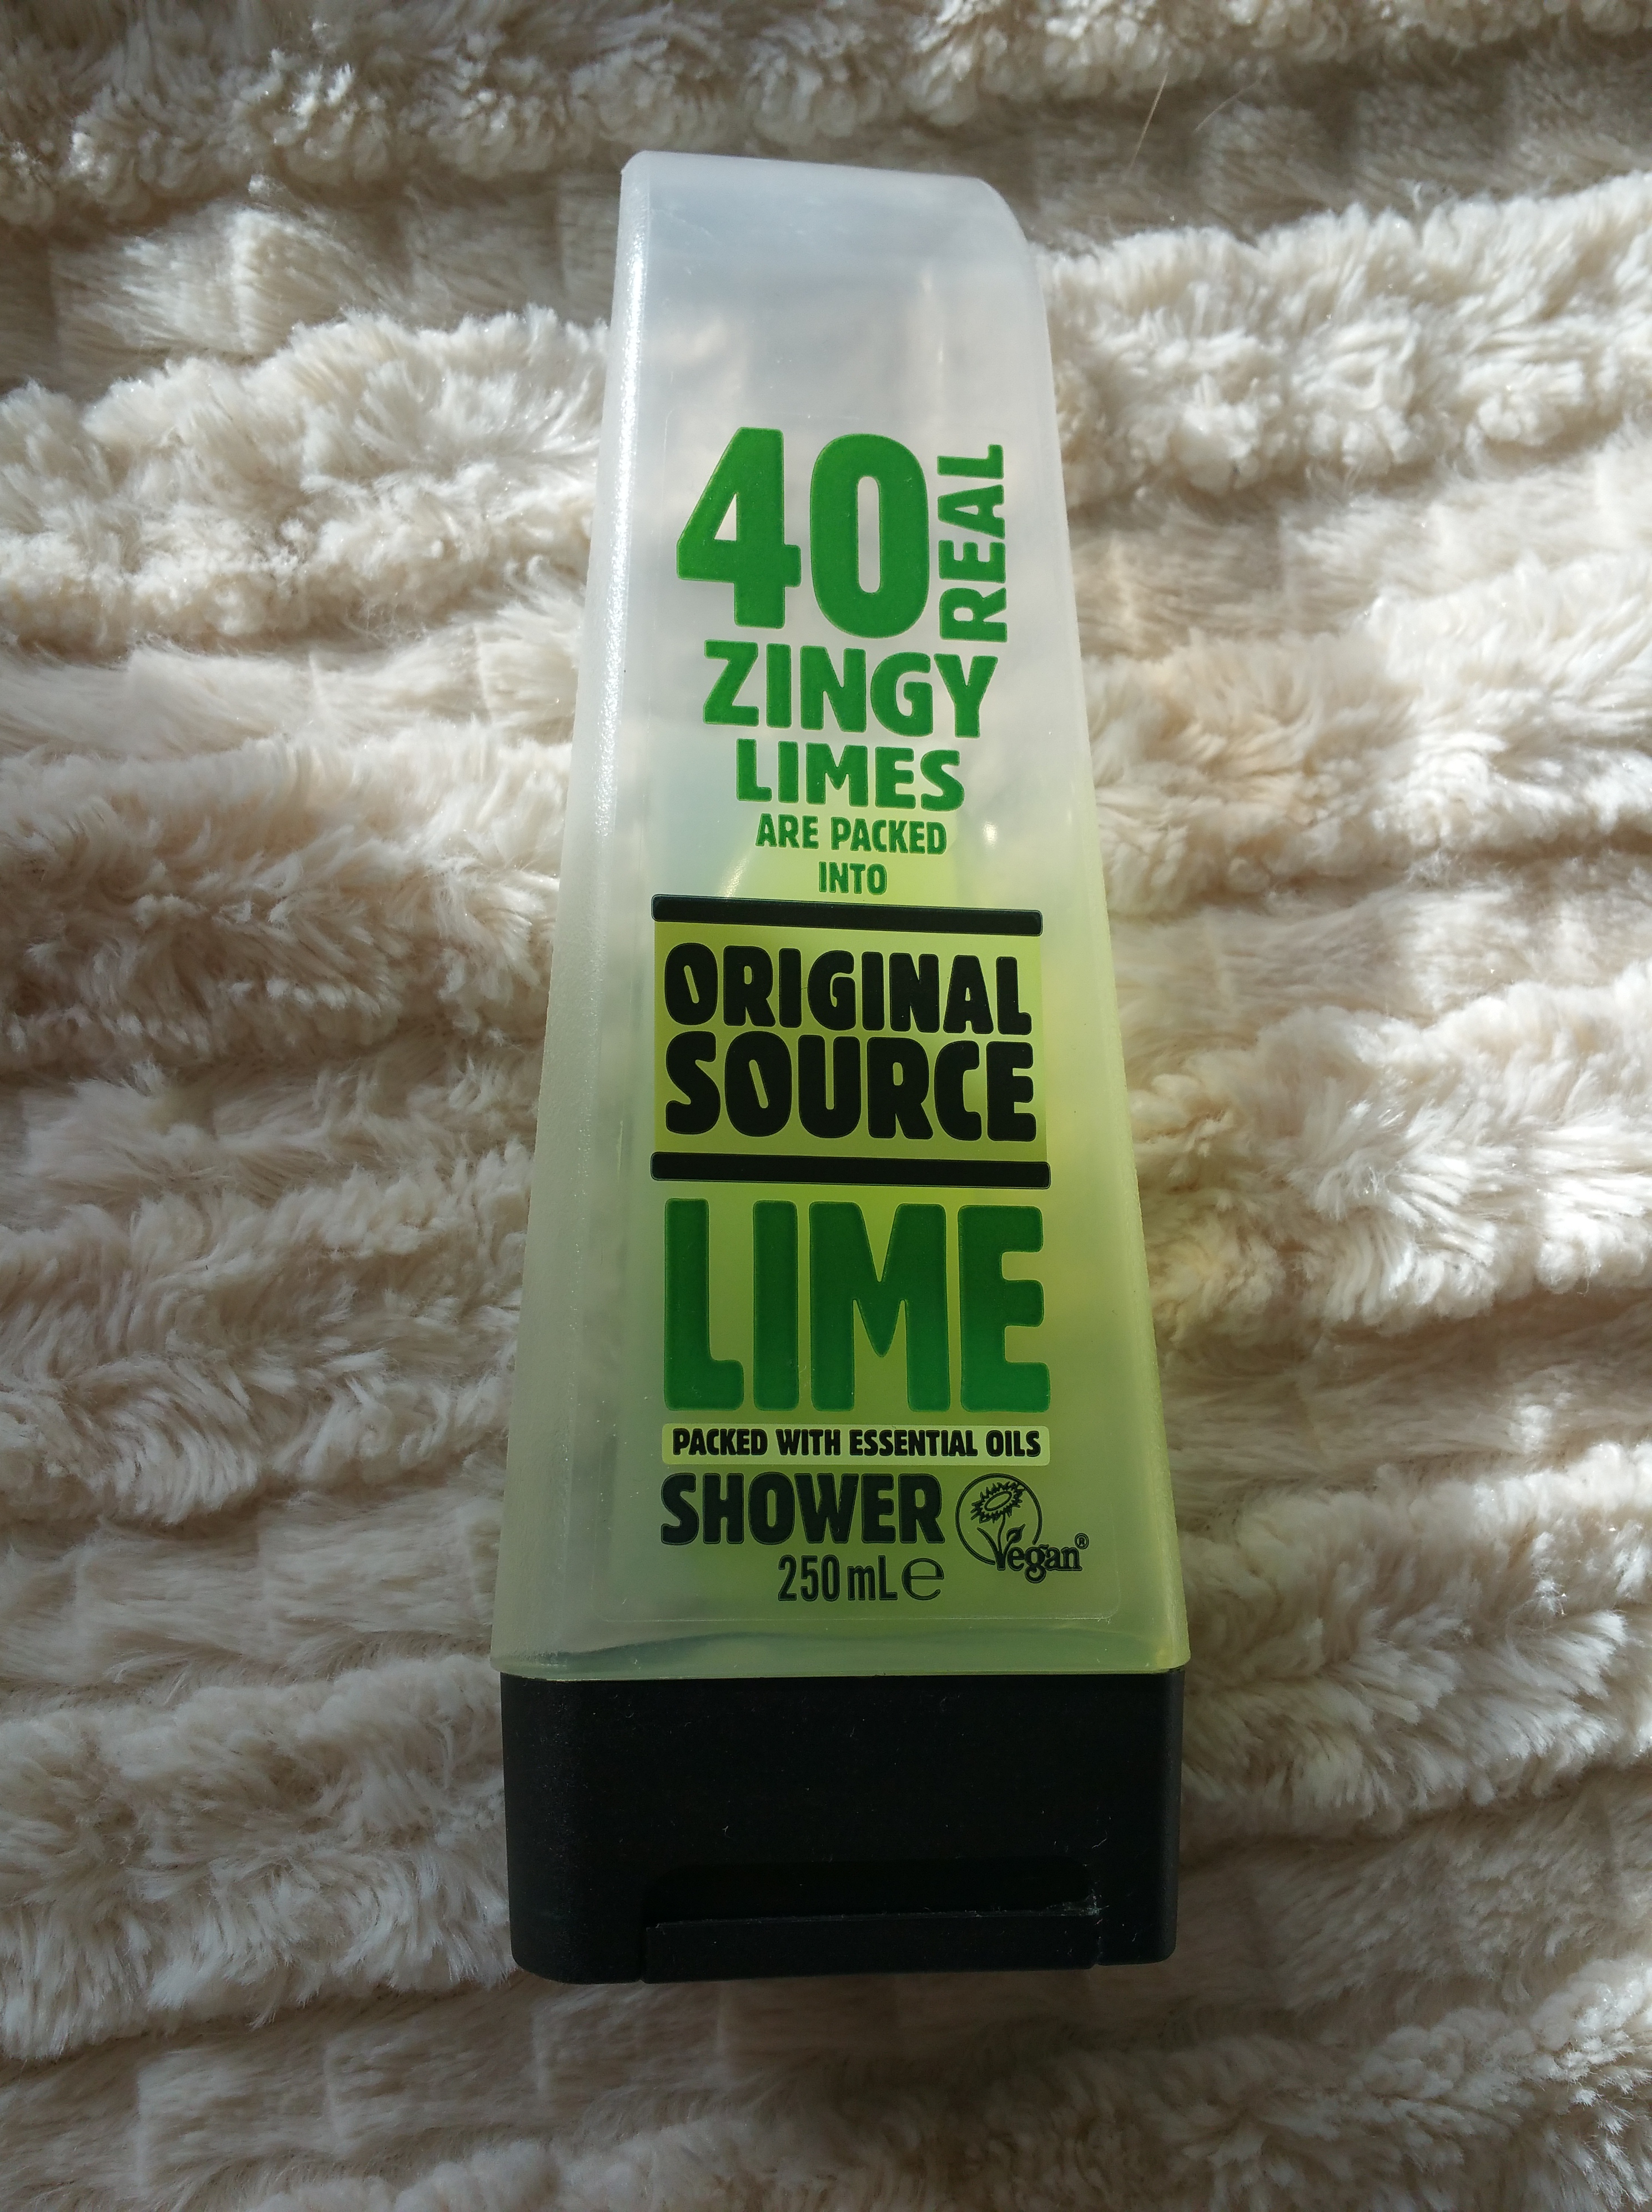 40 REAL
ZINGY
LIMES
ARE PACKED
INTO
ORIGINAL
SOURCE
LIME
PACKED WITH ESSENTIAL OILS
SHOWER
Vegan®
250 mL ℮